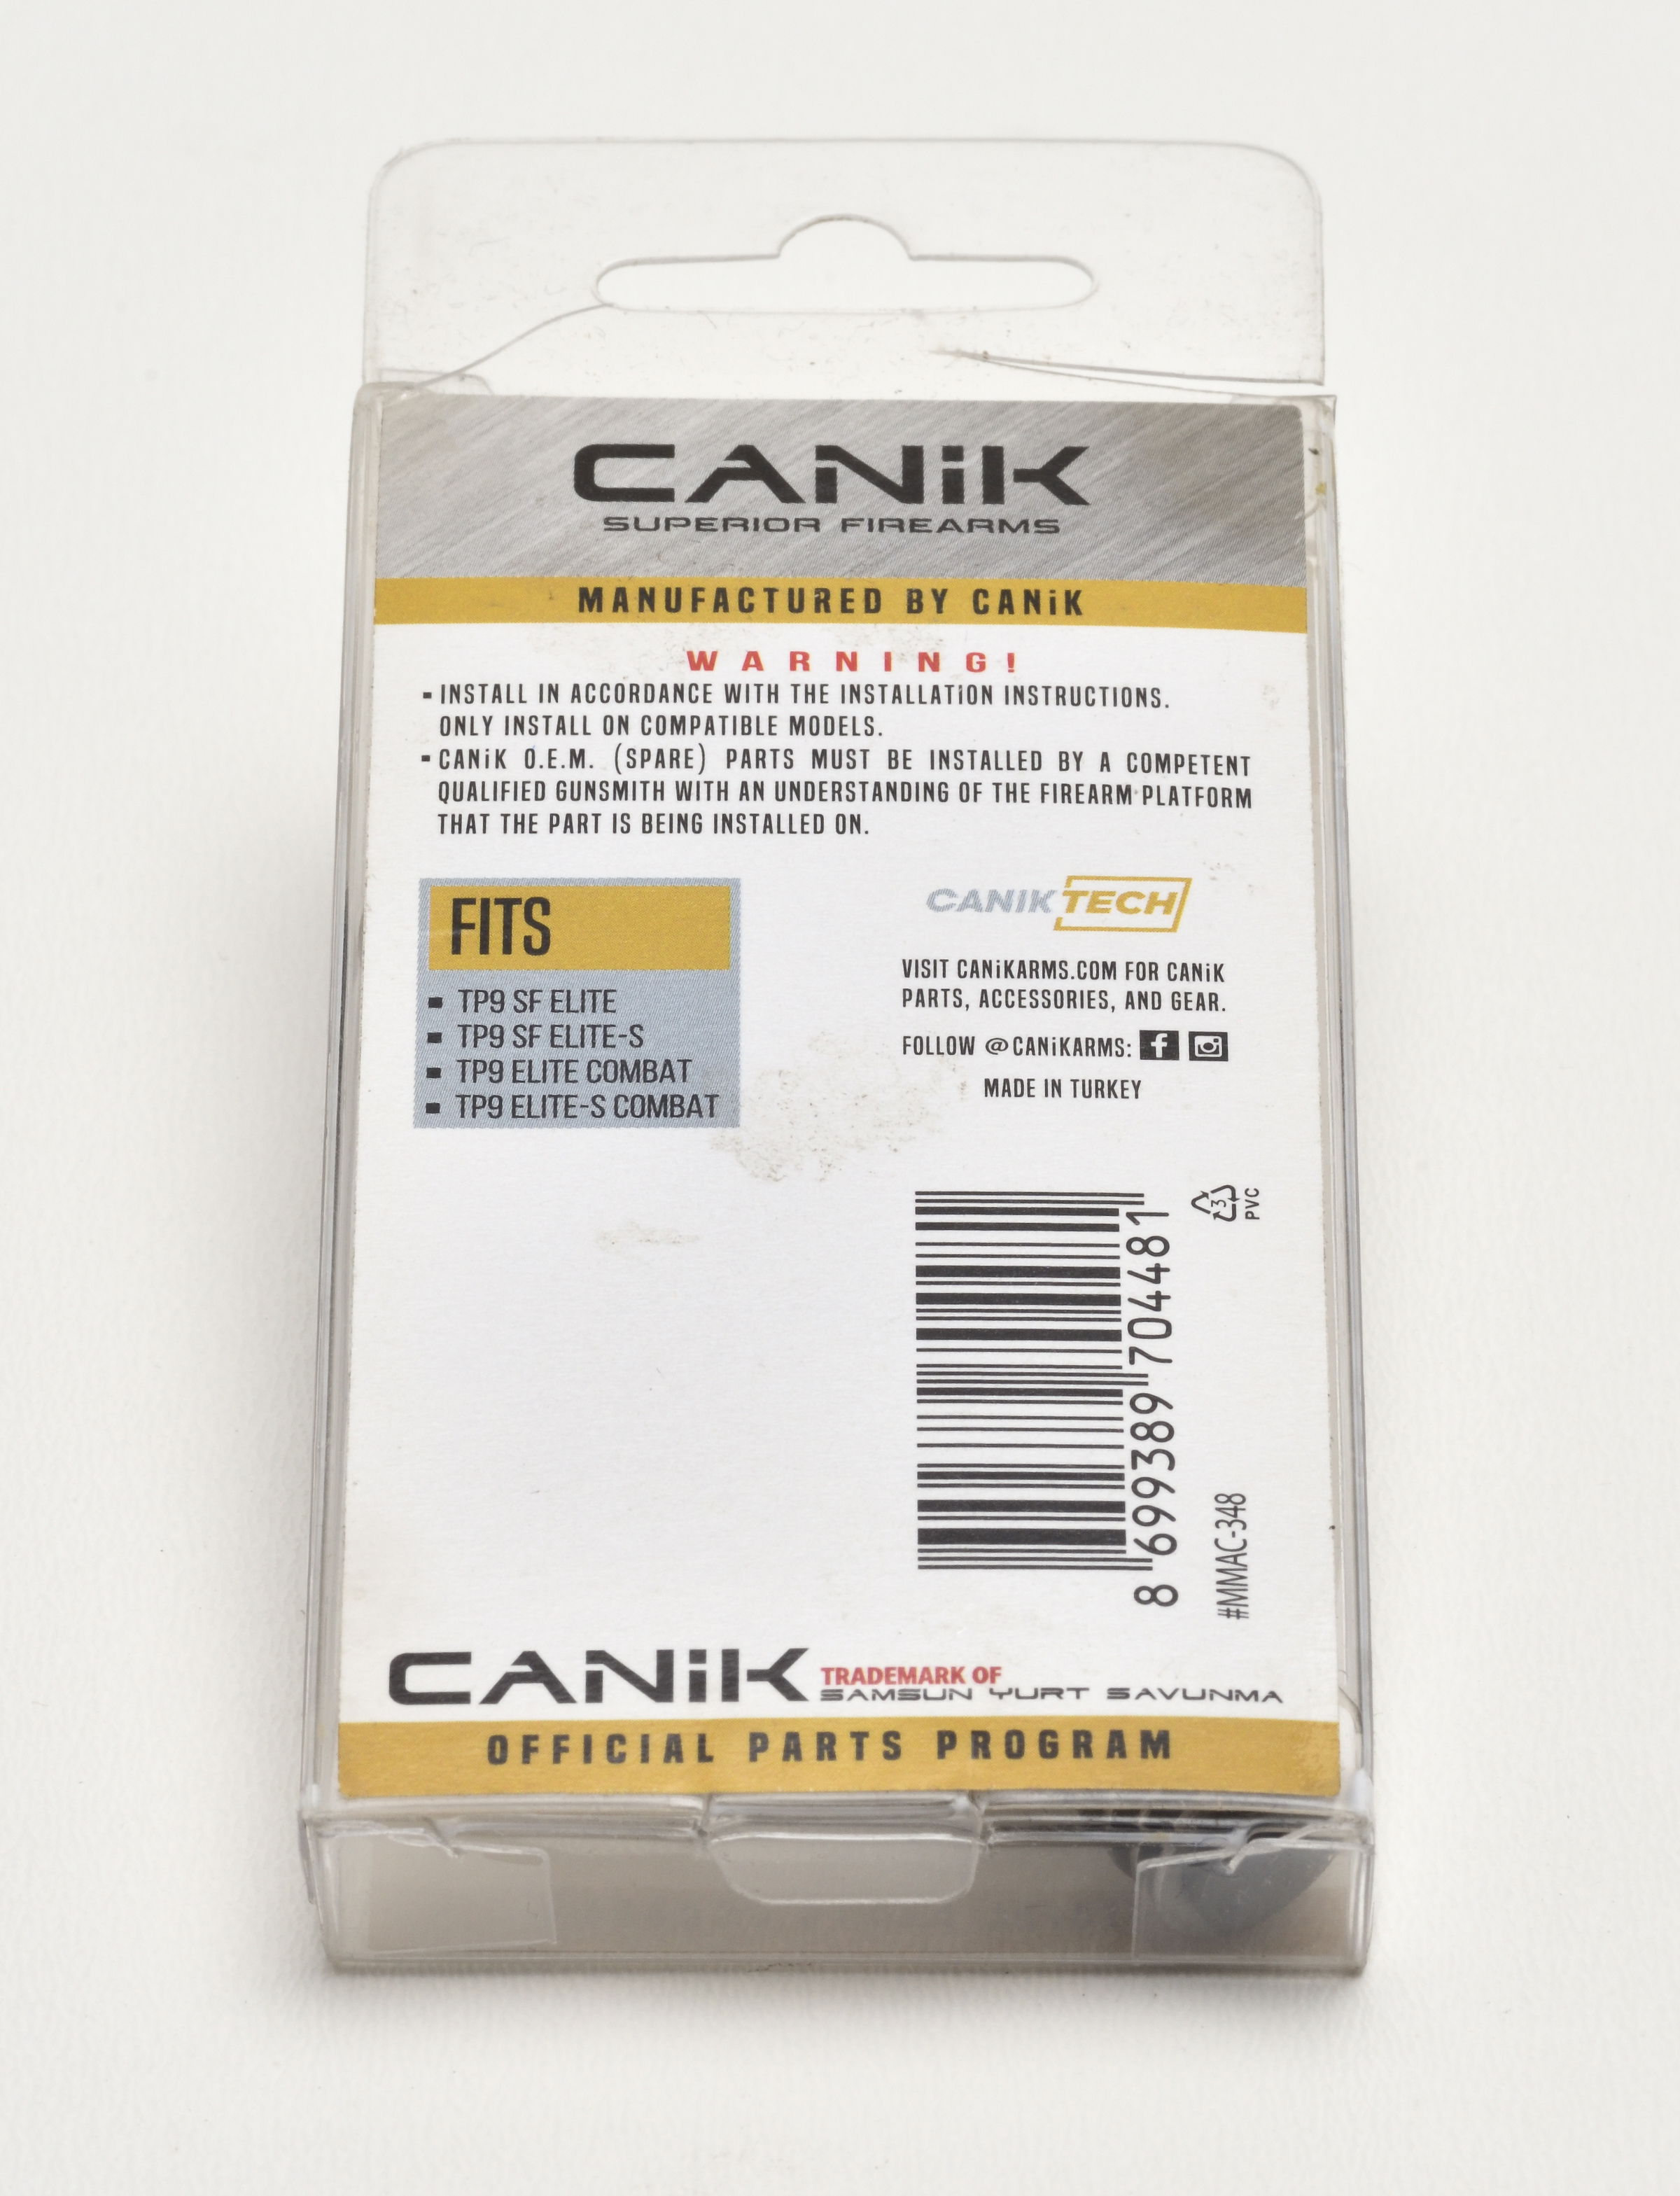 CANiK
SUPERIOR FIREARMS
MANUFACTURED BY CANiK
WARNING!
- INSTALL IN ACCORDANCE WITH THE INSTALLATION INSTRUCTIONS.
ONLY INSTALL ON COMPATIBLE MODELS.
- CANiK O.E.M. (SPARE) PARTS MUST BE INSTALLED BY A COMPETENT
QUALIFIED GUNSMITH WITH AN UNDERSTANDING OF THE FIREARM PLATFORM
THAT THE PART IS BEING INSTALLED ON.
FITS
▪ TP9 SF ELITE
▪ TP9 SF ELITE-S
▪ TP9 ELITE COMBAT
▪ TP9 ELITE-S COMBAT
CANiK TECH
VISIT CANiKARMS.COM FOR CANiK
PARTS, ACCESSORIES, AND GEAR.
FOLLOW @CANiKARMS:
MADE IN TURKEY
8 699389 704481
3
PVC
#MMAC-348
CANiK
TRADEMARK OF
SAMSUN YURT SAVUNMA
OFFICIAL PARTS PROGRAM